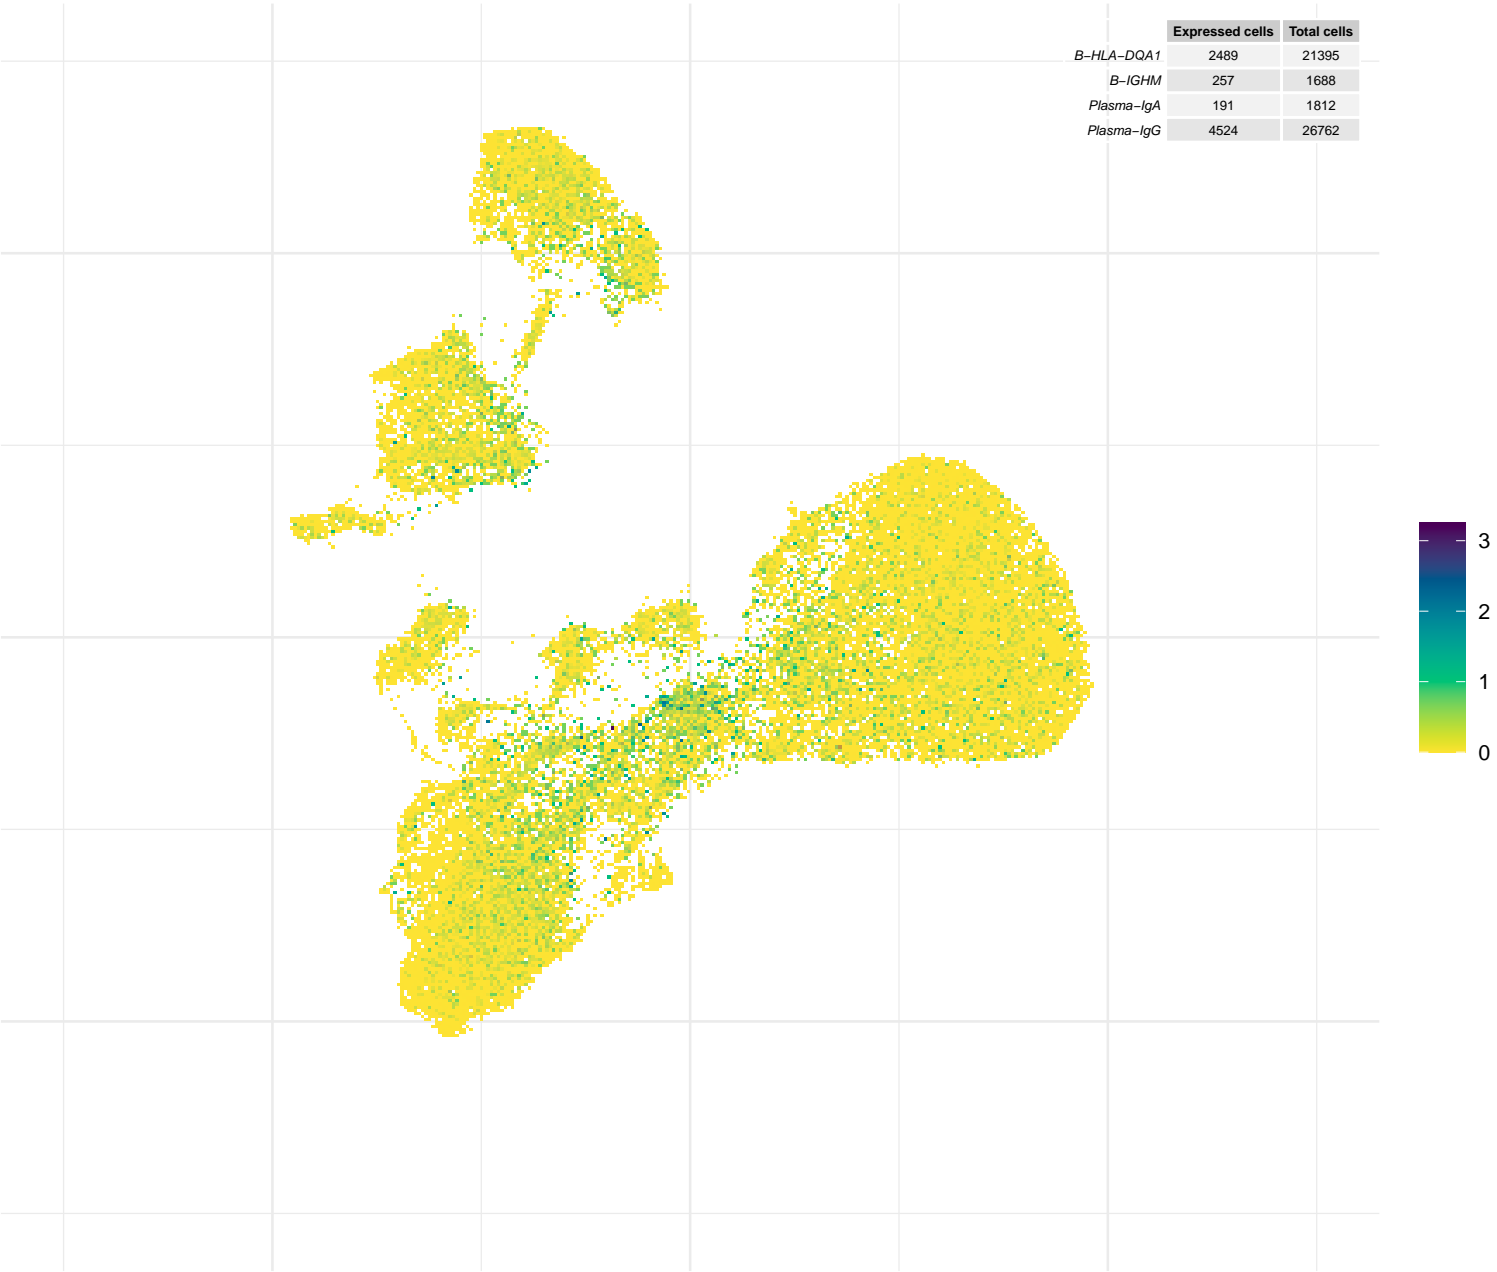 Expressed cells Total cells
B−HLA−DQA1 2489 21395
B−IGHM 257 1688
Plasma−IgA 191 1812
Plasma−IgG 4524 26762
3
2
1
0